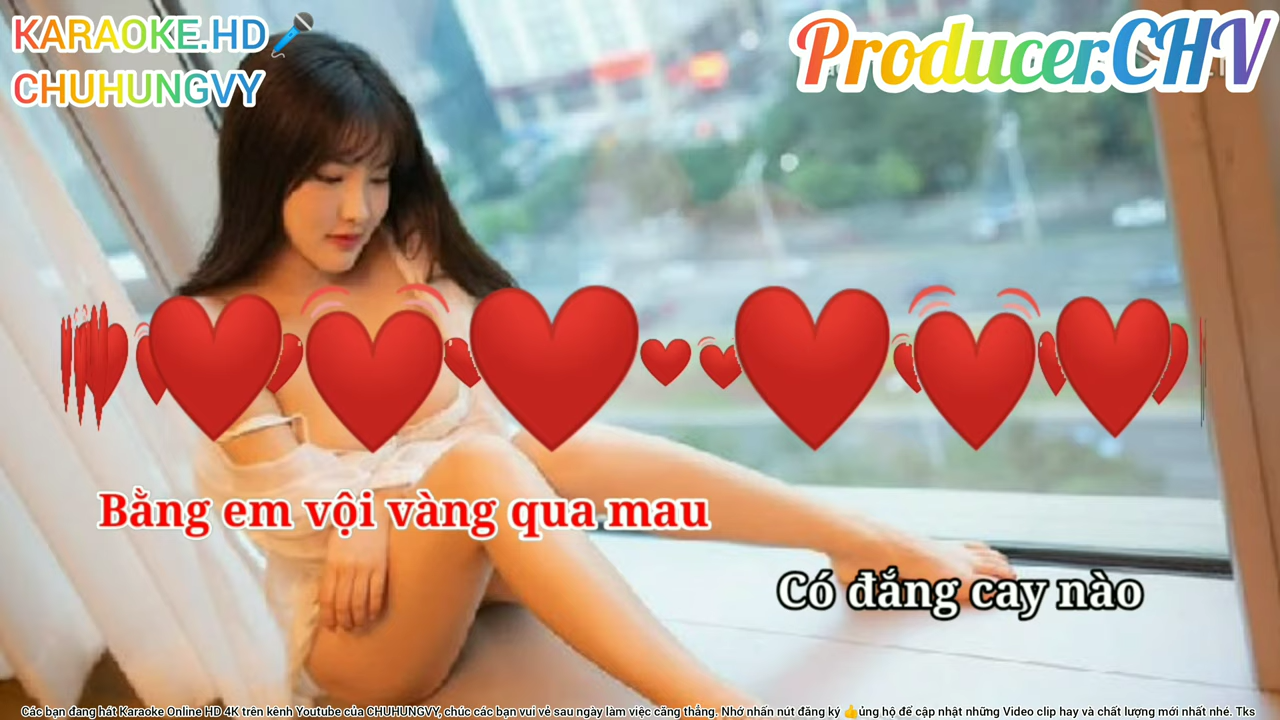 KARAOKE.HD🎤
CHUHUNGVY
Producer.CHV
Bằng em vội vàng qua mau
Có đắng cay nào
Các bạn đang hát Karaoke Online HD 4K trên kênh Youtube của CHUHUNGVY, chúc các bạn vui vẻ sau ngày làm việc căng thẳng. Nhớ nhấn nút đăng ký 👍ủng hộ để cập nhật những Video clip hay và chất lượng mới nhất nhé. Tks